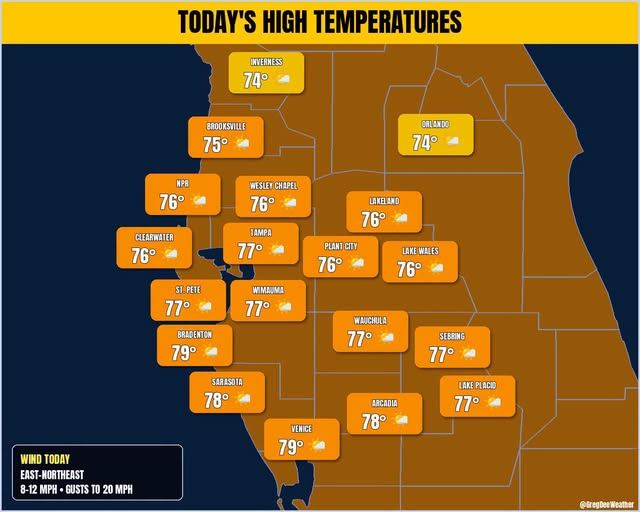 TODAY'S HIGH TEMPERATURES
INVERNESS
74°
BROOKSVILLE
75°
ORLANDO
74°
NPR
76°
WESLEY CHAPEL
76°
LAKELAND
76°
CLEARWATER
76°
TAMPA
77°
PLANT CITY
76°
LAKE WALES
76°
ST. PETE
77°
WIMAUMA
77°
WAUCHULA
77°
BRADENTON
79°
SEBRING
77°
SARASOTA
78°
LAKE PLACID
77°
ARCADIA
78°
VENICE
79°
WIND TODAY
EAST-NORTHEAST
8-12 MPH • GUSTS TO 20 MPH
@GregDeeWeather